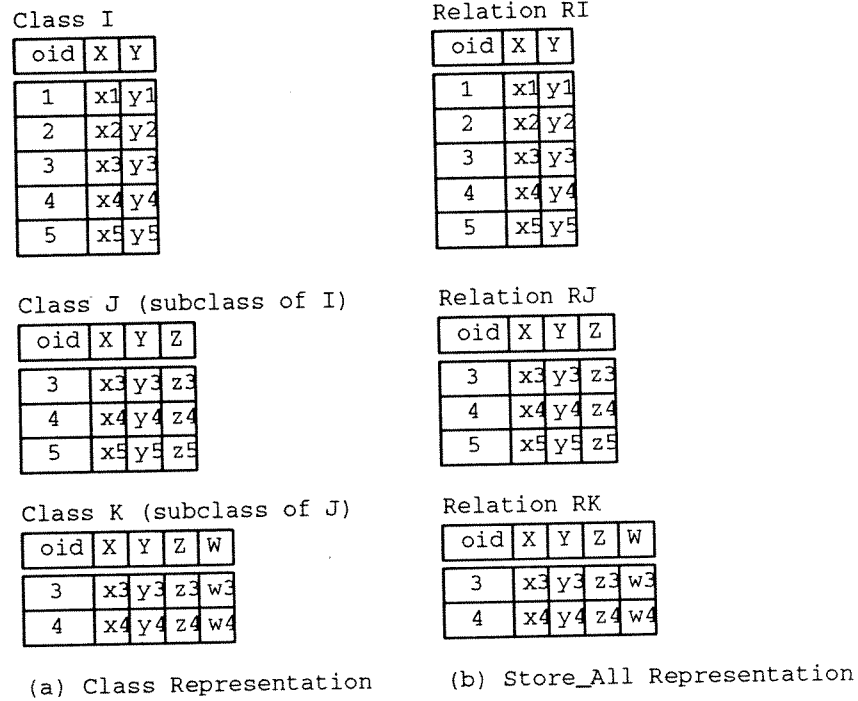 Class I
oid X Y
1 x1 y1
2 x2 y2
3 x3 y3
4 x4 y4
5 x5 y5
Class J (subclass of I)
oid X Y Z
3 x3 y3 z3
4 x4 y4 z4
5 x5 y5 z5
Class K (subclass of J)
oid X Y Z W
3 x3 y3 z3 w3
4 x4 y4 z4 w4
(a) Class Representation
Relation RI
oid X Y
1 x1 y1
2 x2 y2
3 x3 y3
4 x4 y4
5 x5 y5
Relation RJ
oid X Y Z
3 x3 y3 z3
4 x4 y4 z4
5 x5 y5 z5
Relation RK
oid X Y Z W
3 x3 y3 z3 w3
4 x4 y4 z4 w4
(b) Store_All Representation